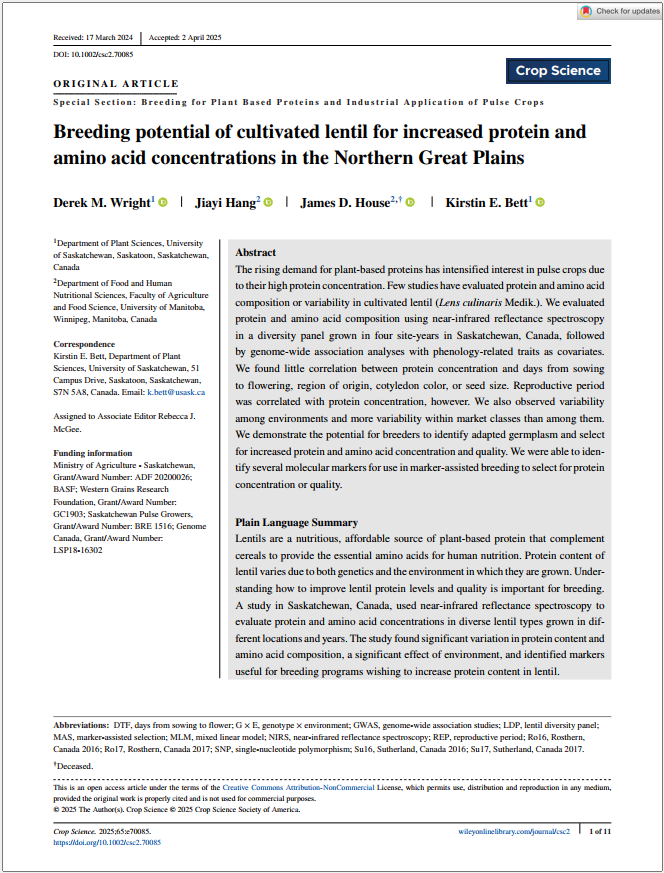 Check for updates
Received: 17 March 2024
Accepted: 2 April 2025
DOI: 10.1002/csc2.70085
Crop Science
ORIGINAL ARTICLE
Special Section: Breeding for Plant Based Proteins and Industrial Application of Pulse Crops
Breeding potential of cultivated lentil for increased protein and
amino acid concentrations in the Northern Great Plains
Derek M. Wright1 | Jiayi Hang2 | James D. House2,† | Kirstin E. Bett1
1Department of Plant Sciences, University
of Saskatchewan, Saskatoon, Saskatchewan,
Canada
2Department of Food and Human
Nutritional Sciences, Faculty of Agriculture
and Food Science, University of Manitoba,
Winnipeg, Manitoba, Canada
Correspondence
Kirstin E. Bett, Department of Plant
Sciences, University of Saskatchewan, 51
Campus Drive, Saskatoon, Saskatchewan,
S7N 5A8, Canada. Email: k.bett@usask.ca
Assigned to Associate Editor Rebecca J.
McGee.
Funding information
Ministry of Agriculture - Saskatchewan,
Grant/Award Number: ADF 20200026;
BASF; Western Grains Research
Foundation, Grant/Award Number:
GC1903; Saskatchewan Pulse Growers,
Grant/Award Number: BRE 1516; Genome
Canada, Grant/Award Number:
LSP18-16302
Abstract
The rising demand for plant-based proteins has intensified interest in pulse crops due
to their high protein concentration. Few studies have evaluated protein and amino acid
composition or variability in cultivated lentil (Lens culinaris Medik.). We evaluated
protein and amino acid composition using near-infrared reflectance spectroscopy
in a diversity panel grown in four site-years in Saskatchewan, Canada, followed
by genome-wide association analyses with phenology-related traits as covariates.
We found little correlation between protein concentration and days from sowing
to flowering, region of origin, cotyledon color, or seed size. Reproductive period
was correlated with protein concentration, however. We also observed variability
among environments and more variability within market classes than among them.
We demonstrate the potential for breeders to identify adapted germplasm and select
for increased protein and amino acid concentration and quality. We were able to iden-
tify several molecular markers for use in marker-assisted breeding to select for protein
concentration or quality.
Plain Language Summary
Lentils are a nutritious, affordable source of plant-based protein that complement
cereals to provide the essential amino acids for human nutrition. Protein content of
lentil varies due to both genetics and the environment in which they are grown. Under-
standing how to improve lentil protein levels and quality is important for breeding.
A study in Saskatchewan, Canada, used near-infrared reflectance spectroscopy to
evaluate protein and amino acid concentrations in diverse lentil types grown in dif-
ferent locations and years. The study found significant variation in protein content and
amino acid composition, a significant effect of environment, and identified markers
useful for breeding programs wishing to increase protein content in lentil.
Abbreviations: DTF, days from sowing to flower; G × E, genotype × environment; GWAS, genome-wide association studies; LDP, lentil diversity panel;
MAS, marker-assisted selection; MLM, mixed linear model; NIRS, near-infrared reflectance spectroscopy; REP, reproductive period; Ro16, Rosthern,
Canada 2016; Ro17, Rosthern, Canada 2017; SNP, single-nucleotide polymorphism; Su16, Sutherland, Canada 2016; Su17, Sutherland, Canada 2017.
†Deceased.
This is an open access article under the terms of the Creative Commons Attribution-NonCommercial License, which permits use, distribution and reproduction in any medium,
provided the original work is properly cited and is not used for commercial purposes.
© 2025 The Author(s). Crop Science © 2025 Crop Science Society of America.
Crop Science. 2025;65:e70085.
https://doi.org/10.1002/csc2.70085
wileyonlinelibrary.com/journal/csc2 | 1 of 11